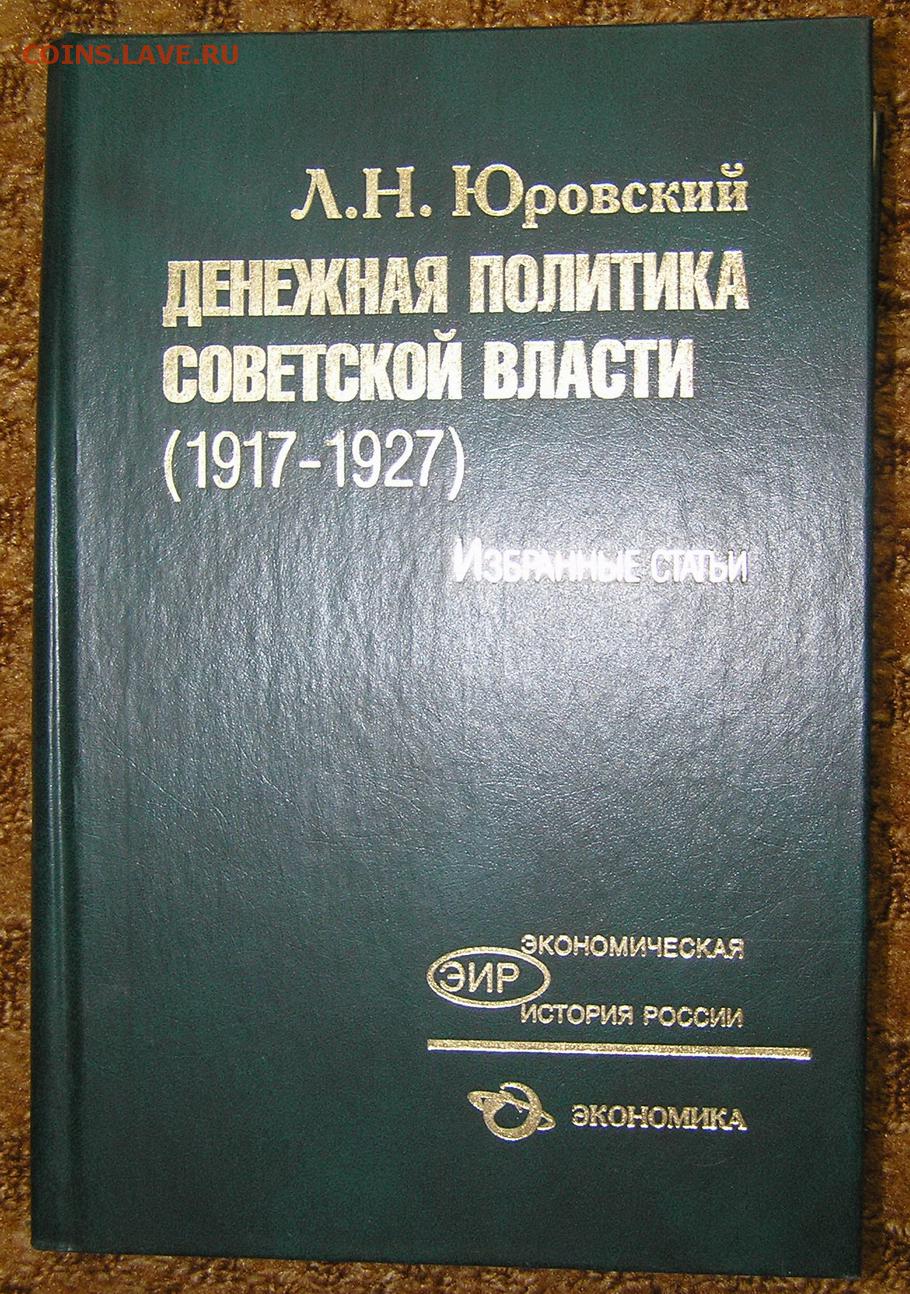 COINS.LAVE.RU
Л.Н. Юровский
ДЕНЕЖНАЯ ПОЛИТИКА
СОВЕТСКОЙ ВЛАСТИ
(1917-1927)
ИЗБРАННЫЕ СТАТЬИ
ЭКОНОМИЧЕСКАЯ
ЭИР
ИСТОРИЯ РОССИИ
ЭКОНОМИКА